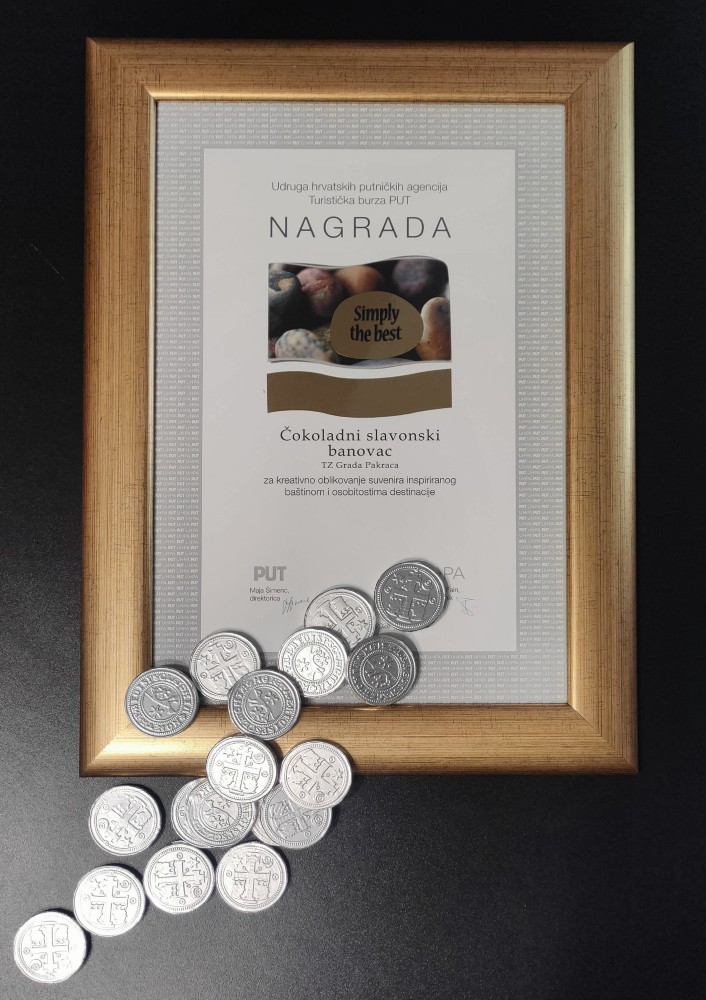 Udruga hrvatskih putničkih agencija
Turistička burza PUT
NAGRADA
Simply
the best
Čokoladni slavonski
banovac
TZ Grada Pakraca
za kreativno oblikovanje suvenira inspiriranog
baštinom i osobitostima destinacije
PUT
Maja Šimenc,
direktorica